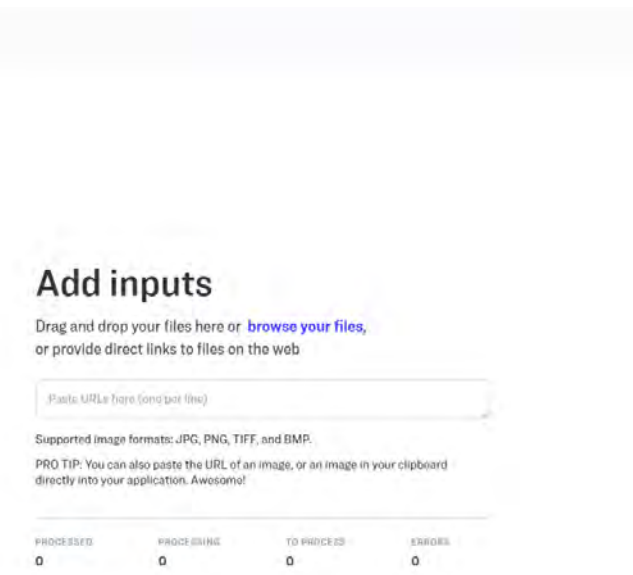 Add inputs
Drag and drop your files here or browse your files,
or provide direct links to files on the web
Paste URLs here (one per line)
Supported image formats: JPG, PNG, TIFF, and BMP.
PRO TIP: You can also paste the URL of an image, or an image in your clipboard
directly into your application. Awesome!
PROCESSED PROCESSING TO PROCESS ERRORS
0 0 0 0